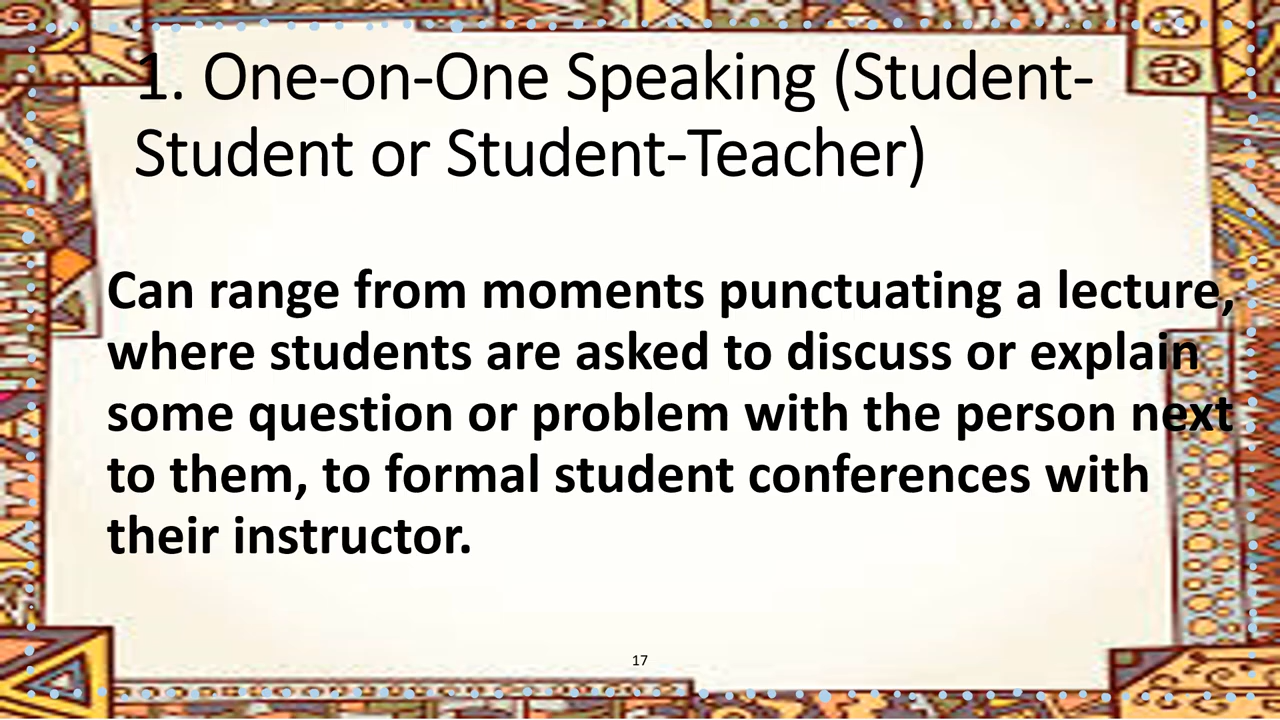 1. One-on-One Speaking (Student-
Student or Student-Teacher)
Can range from moments punctuating a lecture,
where students are asked to discuss or explain
some question or problem with the person next
to them, to formal student conferences with
their instructor.
17